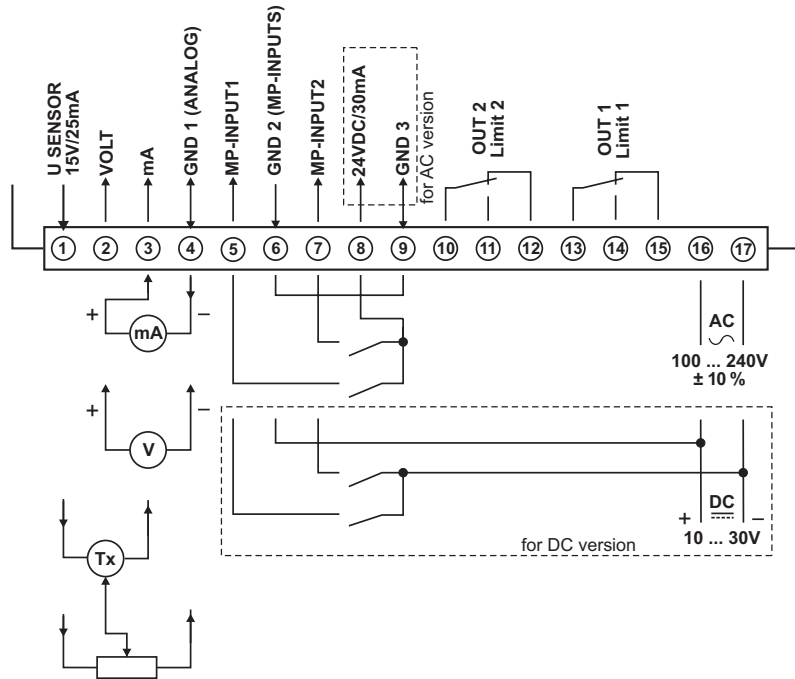 U SENSOR
15V/25mA
VOLT
mA
GND 1 (ANALOG)
MP-INPUT1
GND 2 (MP-INPUTS)
MP-INPUT2
24VDC/30mA
GND 3
for AC version
OUT 2
Limit 2
OUT 1
Limit 1
1 2 3 4 5 6 7 8 9 10 11 12 13 14 15 16 17
+ mA –
AC
100 ... 240V
± 10 %
+ V –
DC
+ –
10 ... 30V
for DC version
Tx